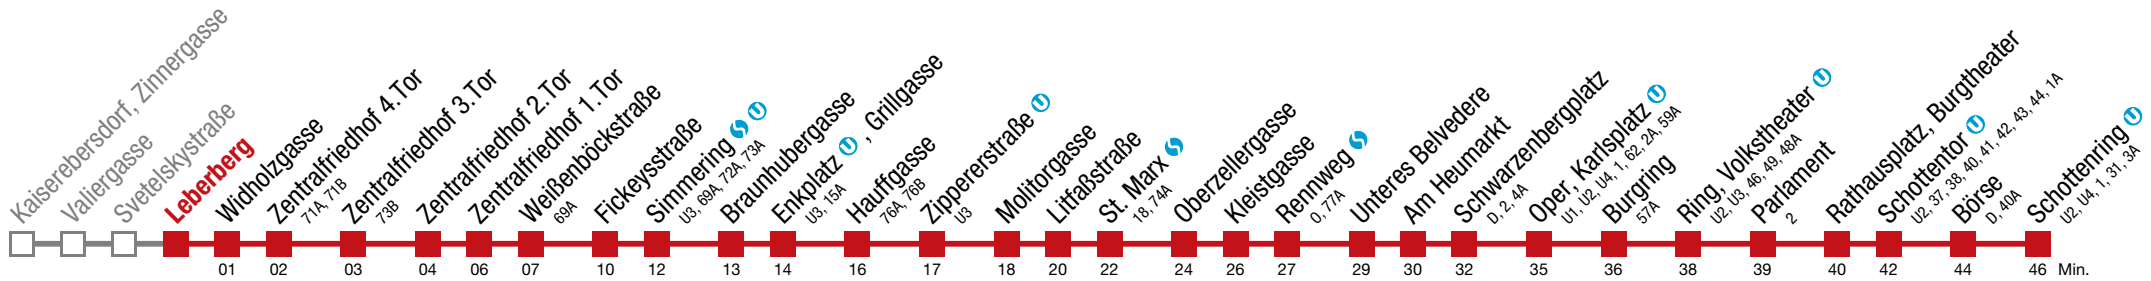 Kaiserebersdorf, Zinnergasse
Valiergasse
Svetelskystraße
Leberberg
Widholzgasse
01
Zentralfriedhof 4.Tor
71A, 71B
02
Zentralfriedhof 3.Tor
73B
03
Zentralfriedhof 2.Tor
04
Zentralfriedhof 1.Tor
06
Weißenböckstraße
69A
07
Fickeysstraße
10
Simmering S U
U3, 69A, 72A, 73A
12
Braunhubergasse
13
Enkplatz U , Grillgasse
U3, 15A
14
Hauffgasse
76A, 76B
16
Zippererstraße U
U3
17
Molitorgasse
18
Litfaßstraße
20
St. Marx S
18, 74A
22
Oberzellergasse
24
Kleistgasse
26
Rennweg S
O, 77A
27
Unteres Belvedere
29
Am Heumarkt
30
Schwarzenbergplatz
D, 2, 4A
32
Oper, Karlsplatz U
U1, U2, U4, 1, 62, 2A, 59A
35
Burgring
57A
36
Ring, Volkstheater U
U2, U3, 46, 49, 48A
38
Parlament
2
39
Rathausplatz, Burgtheater
40
Schottentor U
U2, 37, 38, 40, 41, 42, 43, 44, 1A
42
Börse
D, 40A
44
Schottenring U
U2, U4, 1, 31, 3A
46 Min.